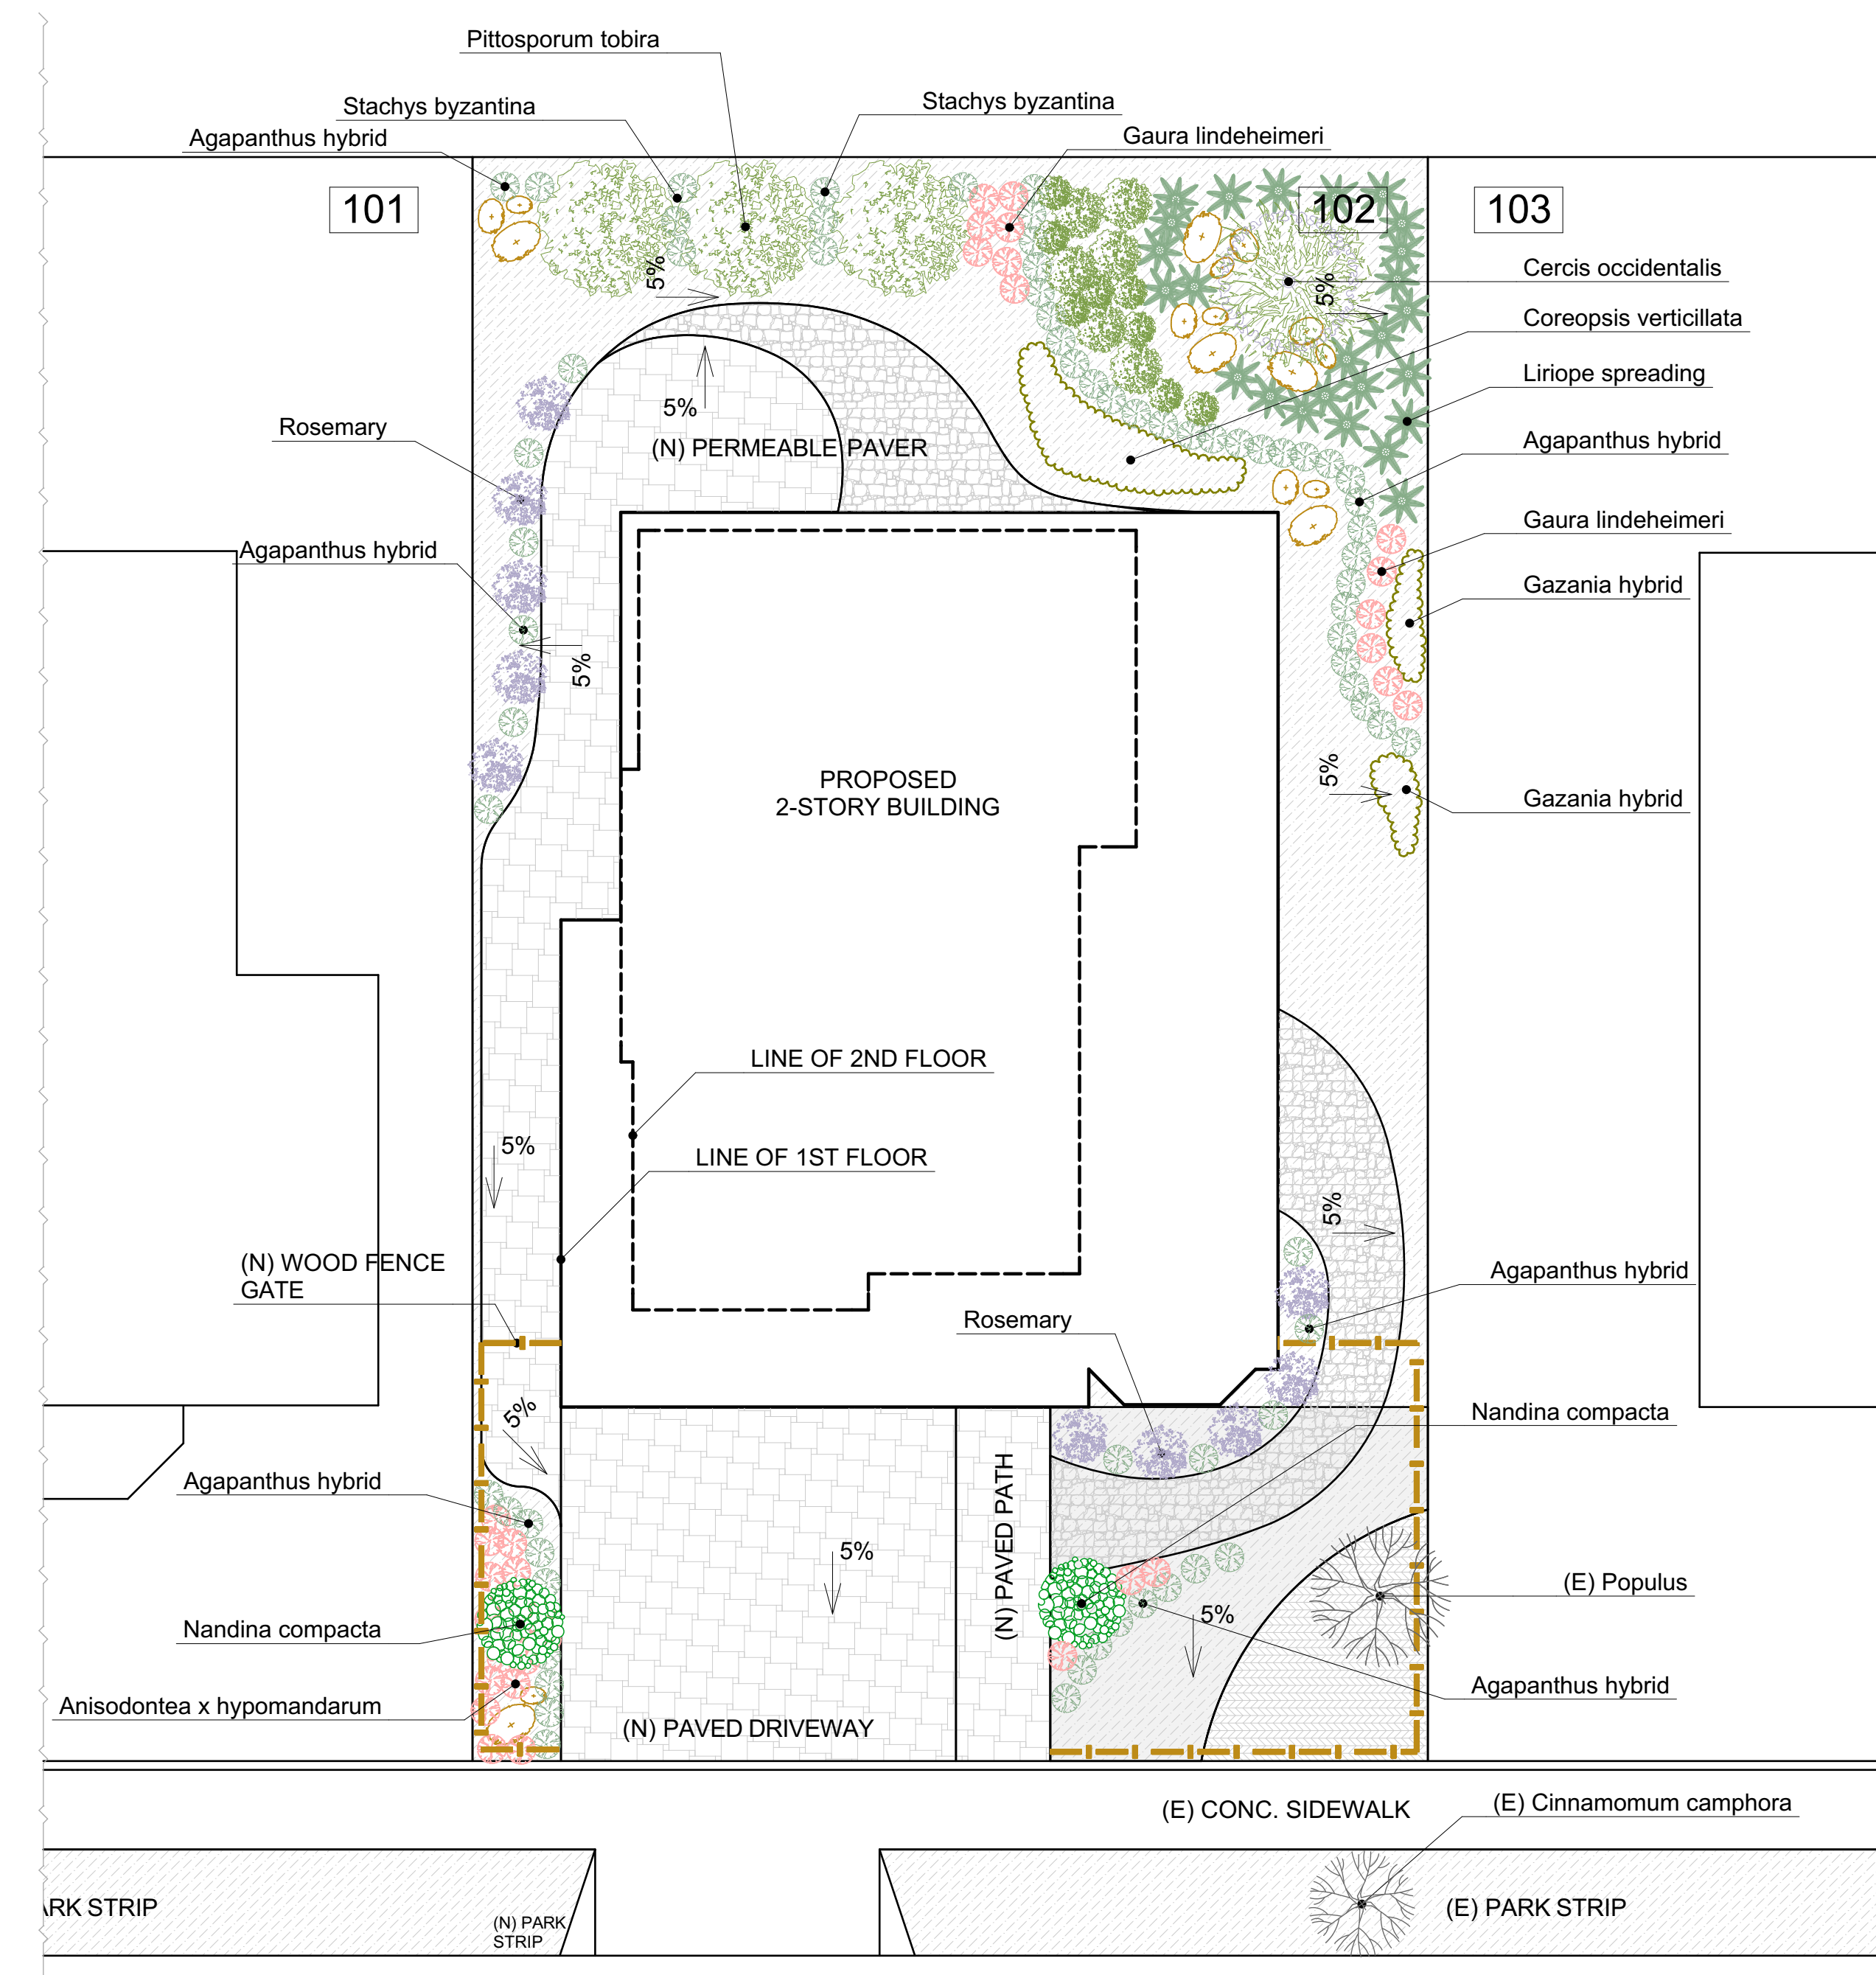 Pittosporum tobira
Stachys byzantina
Stachys byzantina
Agapanthus hybrid
Gaura lindeheimeri
101
102
103
5%
5%
Cercis occidentalis
Coreopsis verticillata
Liriope spreading
5%
Rosemary
(N) PERMEABLE PAVER
Agapanthus hybrid
Gaura lindeheimeri
Agapanthus hybrid
Gazania hybrid
5%
PROPOSED
2-STORY BUILDING
5%
Gazania hybrid
LINE OF 2ND FLOOR
5%
LINE OF 1ST FLOOR
5%
(N) WOOD FENCE
GATE
Agapanthus hybrid
Rosemary
5%
Nandina compacta
Agapanthus hybrid
(N) PAVED PATH
5%
(E) Populus
5%
Nandina compacta
Agapanthus hybrid
Anisodontea x hypomandarum
(N) PAVED DRIVEWAY
(E) CONC. SIDEWALK
(E) Cinnamomum camphora
ARK STRIP
(N) PARK
STRIP
(E) PARK STRIP